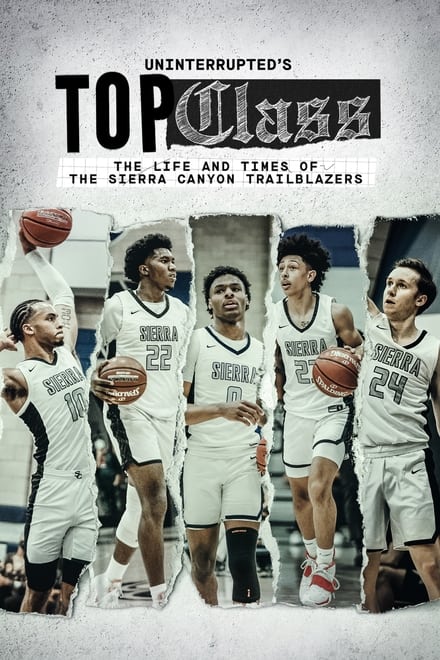 UNINTERRUPTED'S
TOP Class
THE LIFE AND TIMES OF
THE SIERRA CANYON TRAILBLAZERS
SIERRA
10
SIERRA
22
SIERRA
0
SIERRA
SIERRA
24